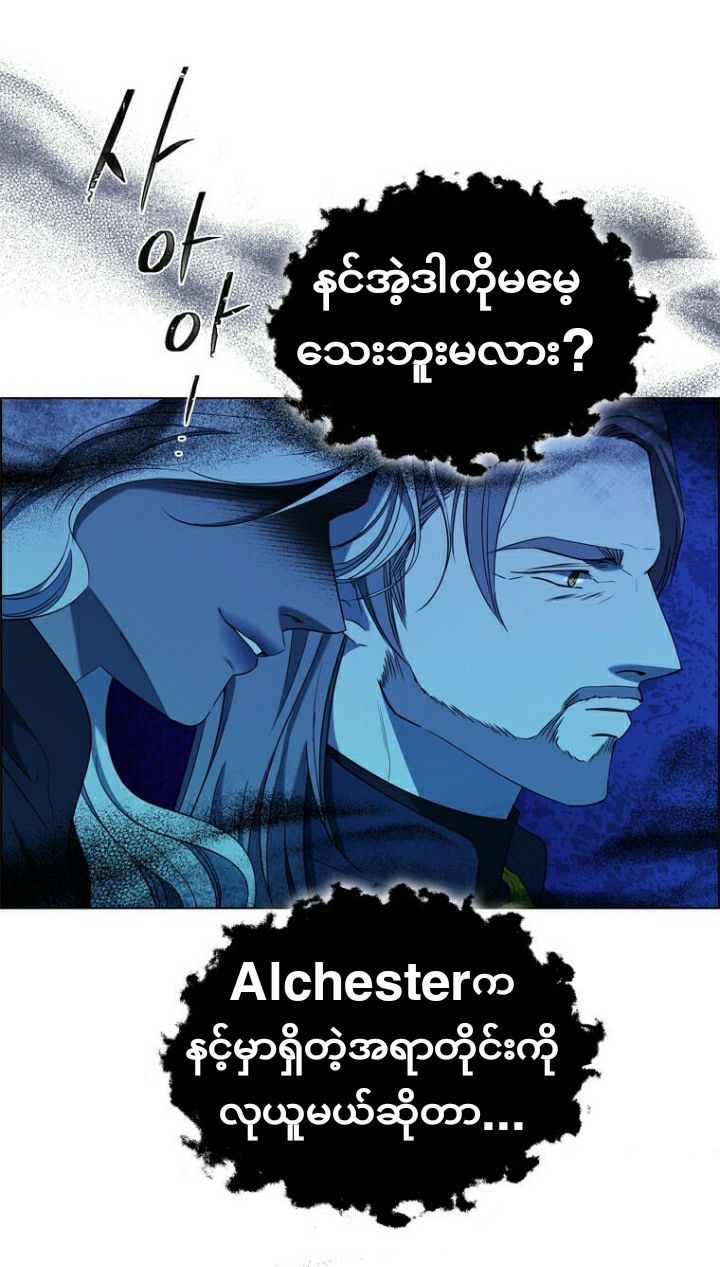 사
아
아
နင်အဲ့ဒါကိုမမေ့
သေးဘူးမလား?
Alchesterက
နင့်မှာရှိတဲ့အရာတိုင်းကို
လုယူမယ်ဆိုတာ...